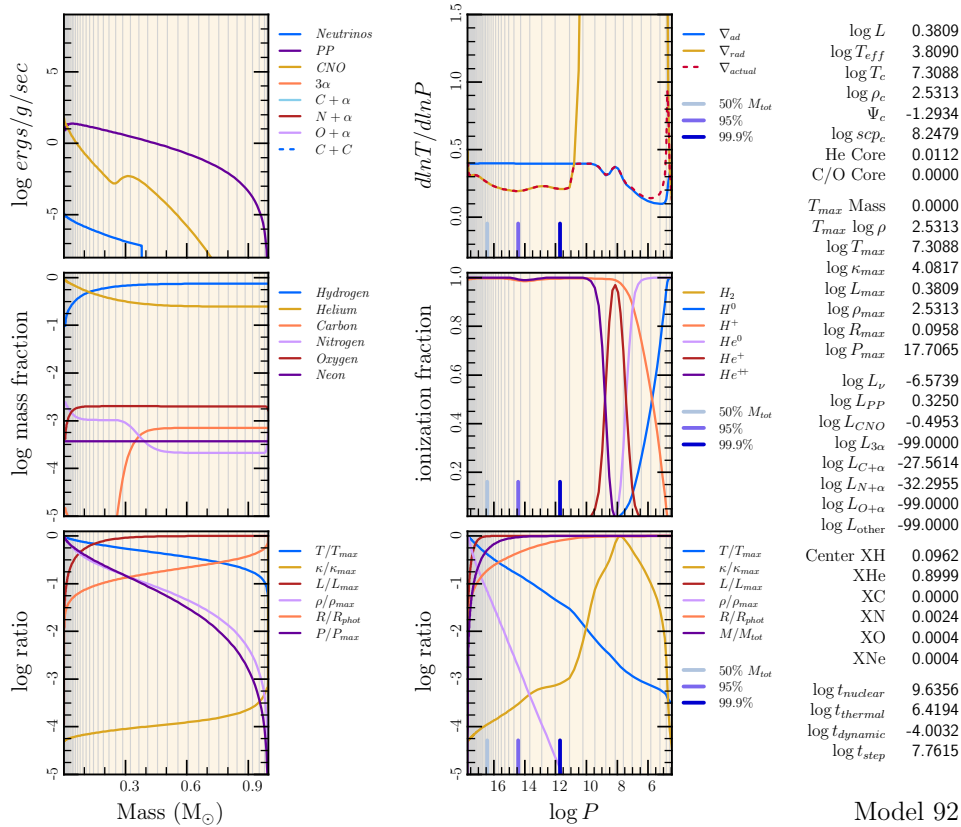 log ergs/g/sec
5
0
-5
Neutrinos
PP
CNO
3α
C + α
N + α
O + α
C + C
dlnT/dlnP
1.5
1.0
0.5
0.0
∇ad
∇rad
∇actual
50% Mtot
95%
99.9%
log mass fraction
0
-1
-2
-3
-4
-5
Hydrogen
Helium
Carbon
Nitrogen
Oxygen
Neon
ionization fraction
1.0
0.8
0.6
0.4
0.2
H2
H0
H+
He0
He+
He++
50% Mtot
95%
99.9%
log ratio
0
-1
-2
-3
-4
-5
0.3 0.6 0.9
Mass (M⊙)
T/Tmax
κ/κmax
L/Lmax
ρ/ρmax
R/Rphot
P/Pmax
log ratio
0
-1
-2
-3
-4
-5
16 14 12 10 8 6
log P
T/Tmax
κ/κmax
L/Lmax
ρ/ρmax
R/Rphot
M/Mtot
50% Mtot
95%
99.9%
log L 0.3809
log Teff 3.8090
log Tc 7.3088
log ρc 2.5313
Ψc -1.2934
log scpc 8.2479
He Core 0.0112
C/O Core 0.0000
Tmax Mass 0.0000
Tmax log ρ 2.5313
log Tmax 7.3088
log κmax 4.0817
log Lmax 0.3809
log ρmax 2.5313
log Rmax 0.0958
log Pmax 17.7065
log Lν -6.5739
log LPP 0.3250
log LCNO -0.4953
log L3α -99.0000
log LC+α -27.5614
log LN+α -32.2955
log LO+α -99.0000
log Lother -99.0000
Center XH 0.0962
XHe 0.8999
XC 0.0000
XN 0.0024
XO 0.0004
XNe 0.0004
log tnuclear 9.6356
log tthermal 6.4194
log tdynamic -4.0032
log tstep 7.7615
Model 92